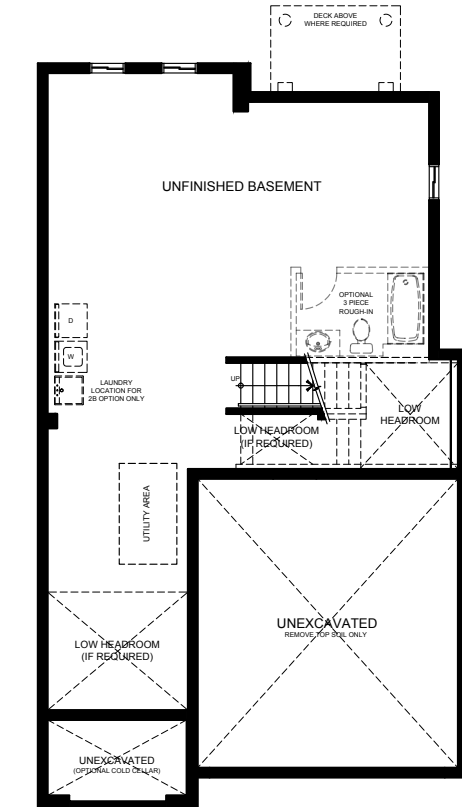 DECK ABOVE
WHERE REQUIRED
UNFINISHED BASEMENT
OPTIONAL
3 PIECE
ROUGH-IN
D
W
LAUNDRY
LOCATION FOR
2B OPTION ONLY
UP
LOW
HEADROOM
LOW HEADROOM
(IF REQUIRED)
UTILITY AREA
UNEXCAVATED
REMOVE TOP SOIL ONLY
LOW HEADROOM
(IF REQUIRED)
UNEXCAVATED
(OPTIONAL COLD CELLAR)